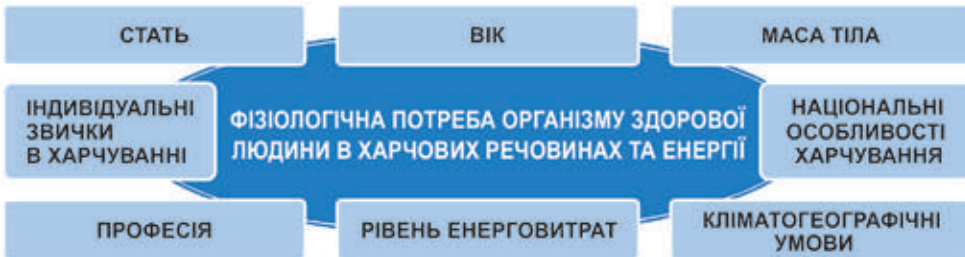 СТАТЬ
ВІК
МАСА ТІЛА
ІНДИВІДУАЛЬНІ
ЗВИЧКИ
В ХАРЧУВАННІ
ФІЗІОЛОГІЧНА ПОТРЕБА ОРГАНІЗМУ ЗДОРОВОЇ
ЛЮДИНИ В ХАРЧОВИХ РЕЧОВИНАХ ТА ЕНЕРГІЇ
НАЦІОНАЛЬНІ
ОСОБЛИВОСТІ
ХАРЧУВАННЯ
ПРОФЕСІЯ
РІВЕНЬ ЕНЕРГОВИТРАТ
КЛІМАТОГЕОГРАФІЧНІ
УМОВИ